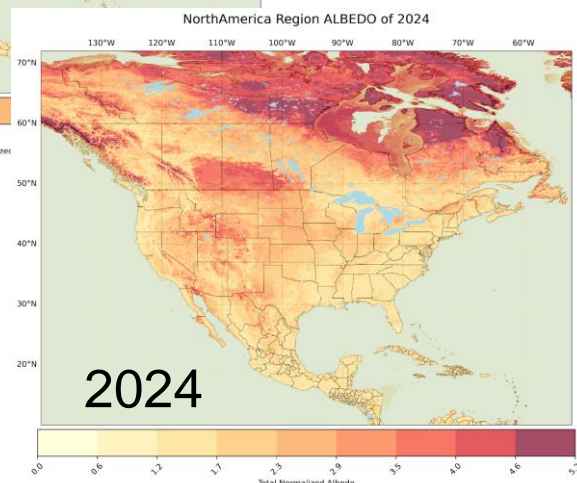 NorthAmerica Region ALBEDO of 2024
130°W 120°W 110°W 100°W 90°W 80°W 70°W 60°W
70°N
60°N
50°N
40°N
30°N
20°N
2024
0.0 0.6 1.2 1.7 2.3 2.9 3.5 4.0 4.6
Total Normalized Albedo